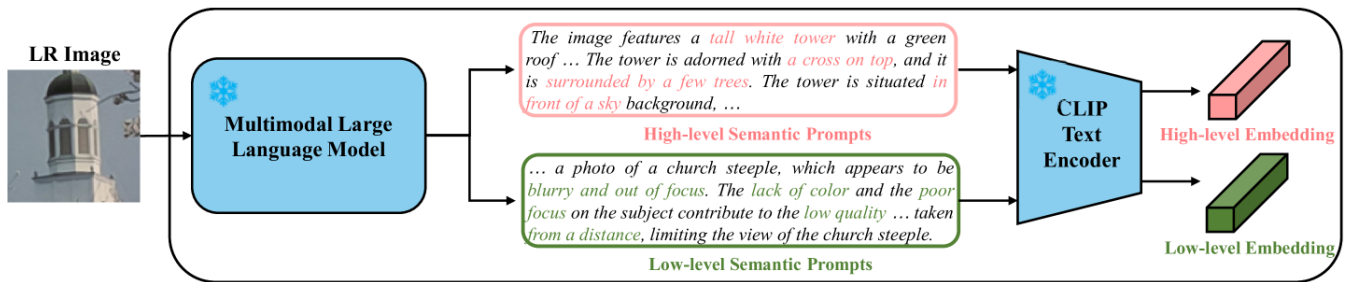 LR Image
Multimodal Large
Language Model
The image features a tall white tower with a green
roof … The tower is adorned with a cross on top, and it
is surrounded by a few trees. The tower is situated in
front of a sky background, …
High-level Semantic Prompts
… a photo of a church steeple, which appears to be
blurry and out of focus. The lack of color and the poor
focus on the subject contribute to the low quality … taken
from a distance, limiting the view of the church steeple.
Low-level Semantic Prompts
CLIP
Text
Encoder
High-level Embedding
Low-level Embedding